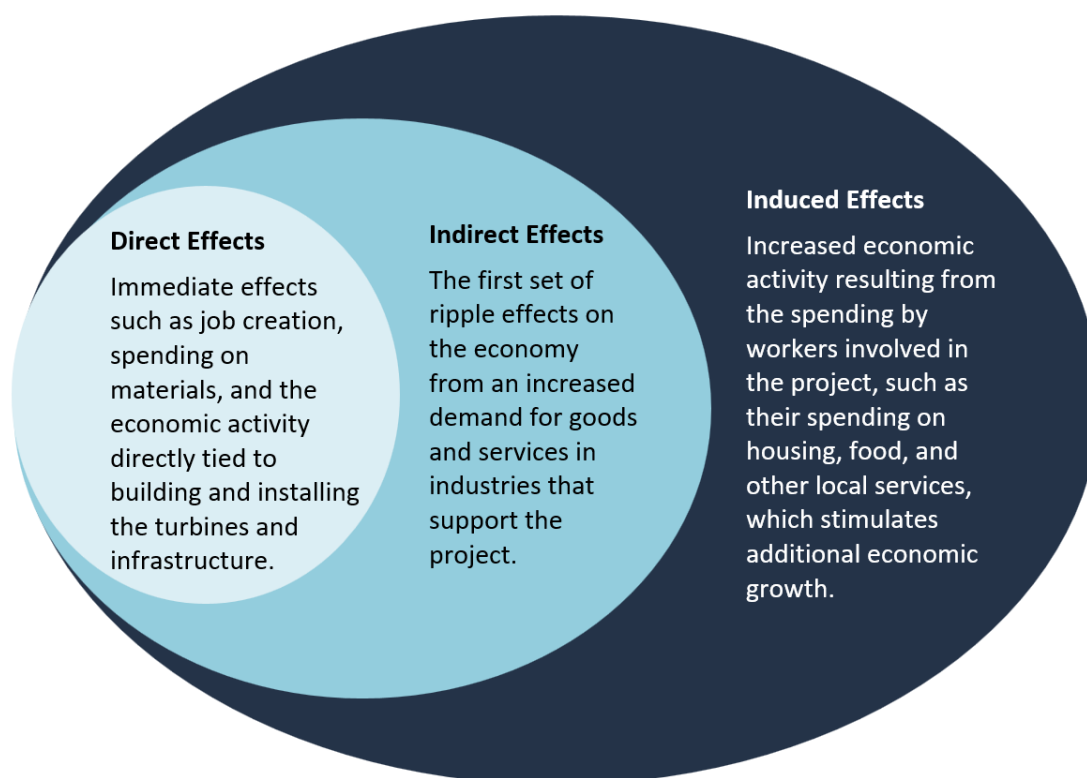 Direct Effects
Immediate effects
such as job creation,
spending on
materials, and the
economic activity
directly tied to
building and installing
the turbines and
infrastructure.
Indirect Effects
The first set of
ripple effects on
the economy
from an increased
demand for goods
and services in
industries that
support the
project.
Induced Effects
Increased economic
activity resulting from
the spending by
workers involved in
the project, such as
their spending on
housing, food, and
other local services,
which stimulates
additional economic
growth.